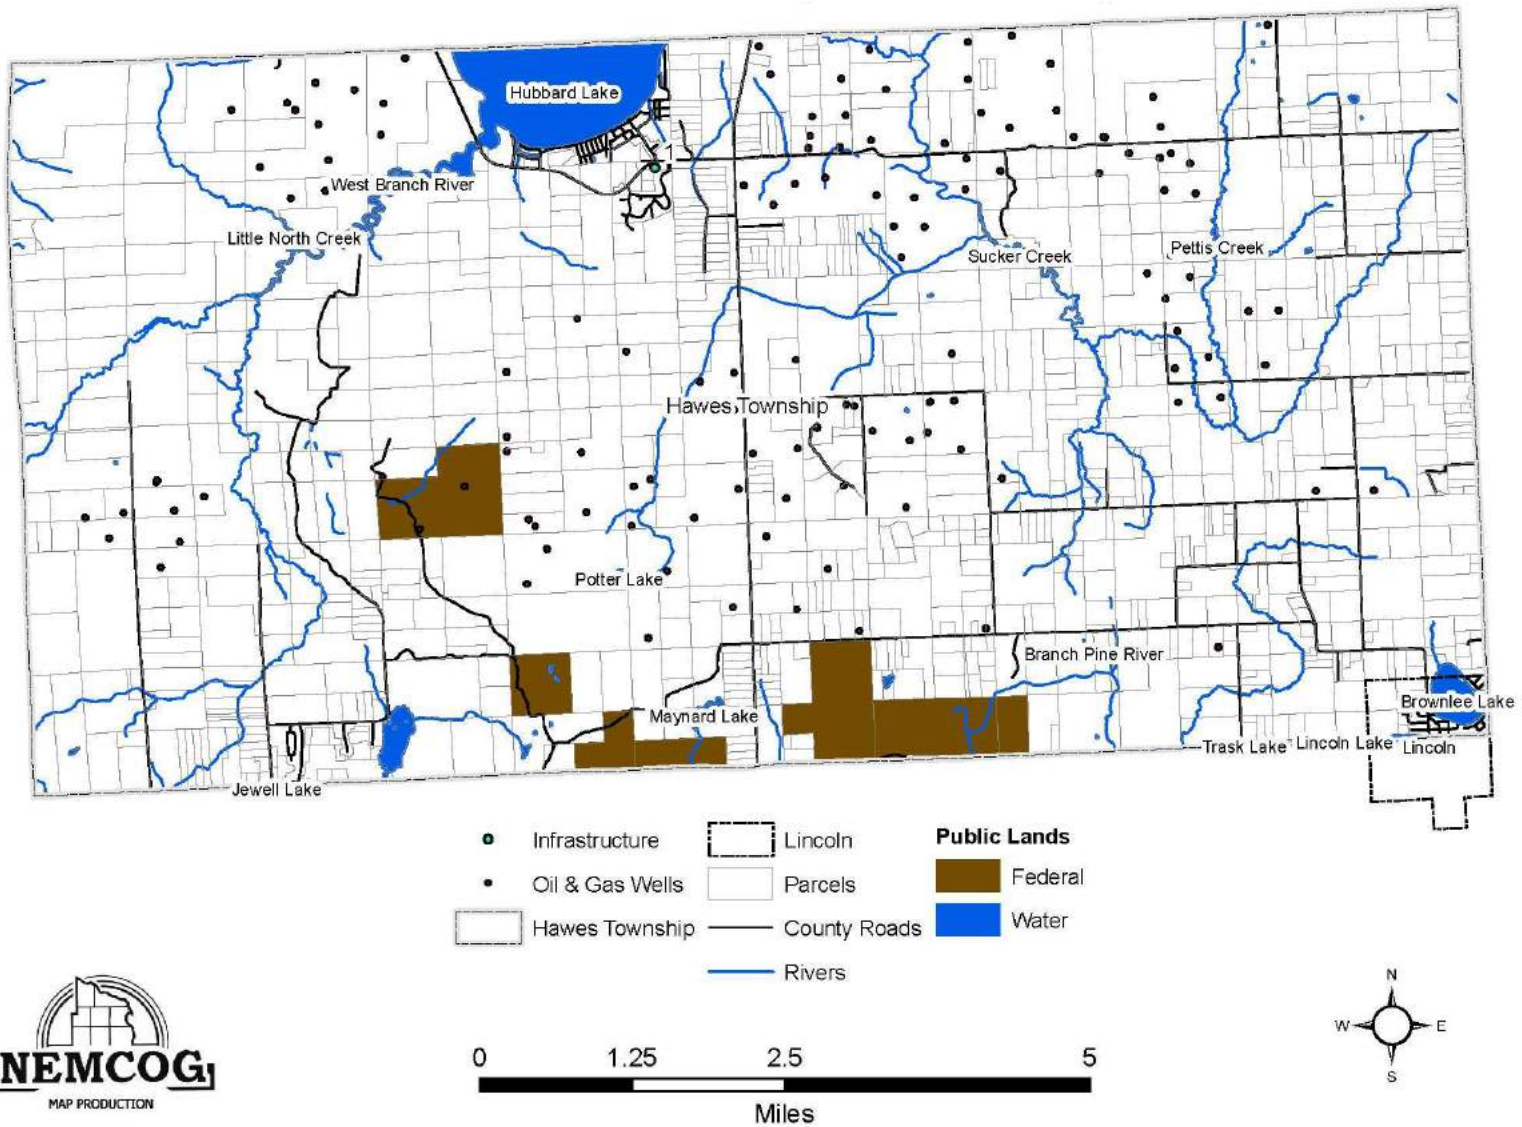 Hubbard Lake
West Branch River
Little North Creek
Sucker Creek
Pettis Creek
Hawes Township
Potter Lake
Branch Pine River
Maynard Lake
Brownlee Lake
Trask Lake
Lincoln Lake
Lincoln
Jewell Lake
Infrastructure
Oil & Gas Wells
Hawes Township
Lincoln
Parcels
County Roads
Rivers
Public Lands
Federal
Water
NEMCOG
MAP PRODUCTION
0 1.25 2.5 5
Miles
N
W E
S